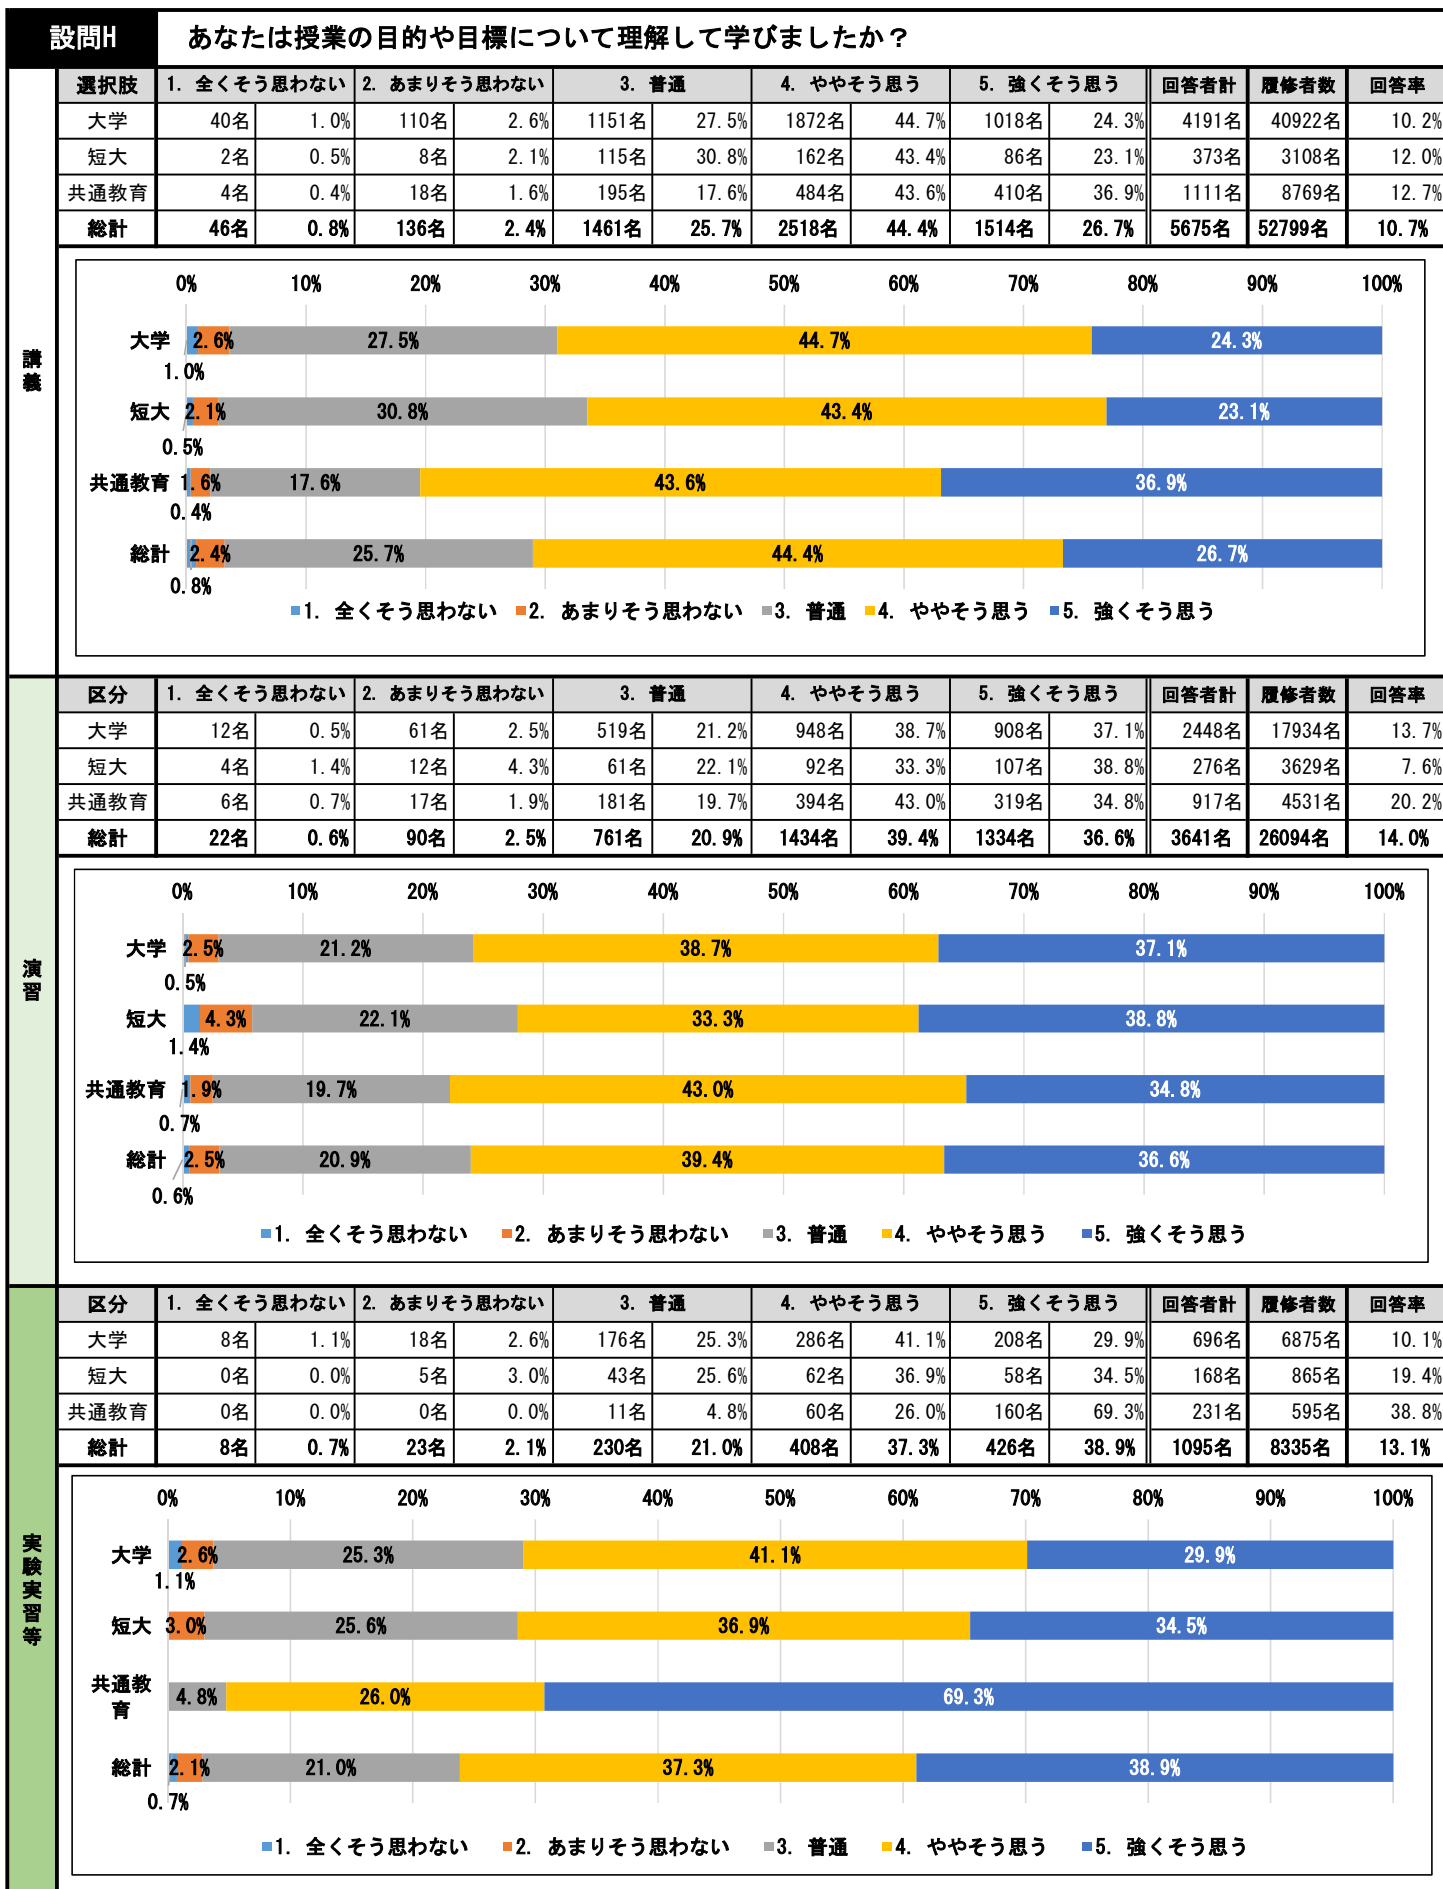 設問H あなたは授業の目的や目標について理解して学びましたか？
講義
選択肢 1. 全くそう思わない 2. あまりそう思わない 3. 普通 4. ややそう思う 5. 強くそう思う 回答者計 履修者数 回答率
大学 40名 1.0% 110名 2.6% 1151名 27.5% 1872名 44.7% 1018名 24.3% 4191名 40922名 10.2%
短大 2名 0.5% 8名 2.1% 115名 30.8% 162名 43.4% 86名 23.1% 373名 3108名 12.0%
共通教育 4名 0.4% 18名 1.6% 195名 17.6% 484名 43.6% 410名 36.9% 1111名 8769名 12.7%
総計 46名 0.8% 136名 2.4% 1461名 25.7% 2518名 44.4% 1514名 26.7% 5675名 52799名 10.7%
0% 10% 20% 30% 40% 50% 60% 70% 80% 90% 100%
大学 2.6% 27.5% 44.7% 24.3%
1.0%
短大 2.1% 30.8% 43.4% 23.1%
0.5%
共通教育 1.6% 17.6% 43.6% 36.9%
0.4%
総計 2.4% 25.7% 44.4% 26.7%
0.8%
1. 全くそう思わない 2. あまりそう思わない 3. 普通 4. ややそう思う 5. 強くそう思う
演習
区分 1. 全くそう思わない 2. あまりそう思わない 3. 普通 4. ややそう思う 5. 強くそう思う 回答者計 履修者数 回答率
大学 12名 0.5% 61名 2.5% 519名 21.2% 948名 38.7% 908名 37.1% 2448名 17934名 13.7%
短大 4名 1.4% 12名 4.3% 61名 22.1% 92名 33.3% 107名 38.8% 276名 3629名 7.6%
共通教育 6名 0.7% 17名 1.9% 181名 19.7% 394名 43.0% 319名 34.8% 917名 4531名 20.2%
総計 22名 0.6% 90名 2.5% 761名 20.9% 1434名 39.4% 1334名 36.6% 3641名 26094名 14.0%
0% 10% 20% 30% 40% 50% 60% 70% 80% 90% 100%
大学 2.5% 21.2% 38.7% 37.1%
0.5%
短大 4.3% 22.1% 33.3% 38.8%
1.4%
共通教育 1.9% 19.7% 43.0% 34.8%
0.7%
総計 2.5% 20.9% 39.4% 36.6%
0.6%
1. 全くそう思わない 2. あまりそう思わない 3. 普通 4. ややそう思う 5. 強くそう思う
実験実習等
区分 1. 全くそう思わない 2. あまりそう思わない 3. 普通 4. ややそう思う 5. 強くそう思う 回答者計 履修者数 回答率
大学 8名 1.1% 18名 2.6% 176名 25.3% 286名 41.1% 208名 29.9% 696名 6875名 10.1%
短大 0名 0.0% 5名 3.0% 43名 25.6% 62名 36.9% 58名 34.5% 168名 865名 19.4%
共通教育 0名 0.0% 0名 0.0% 11名 4.8% 60名 26.0% 160名 69.3% 231名 595名 38.8%
総計 8名 0.7% 23名 2.1% 230名 21.0% 408名 37.3% 426名 38.9% 1095名 8335名 13.1%
0% 10% 20% 30% 40% 50% 60% 70% 80% 90% 100%
大学 2.6% 25.3% 41.1% 29.9%
1.1%
短大 3.0% 25.6% 36.9% 34.5%
共通教
育 4.8% 26.0% 69.3%
総計 2.1% 21.0% 37.3% 38.9%
0.7%
1. 全くそう思わない 2. あまりそう思わない 3. 普通 4. ややそう思う 5. 強くそう思う